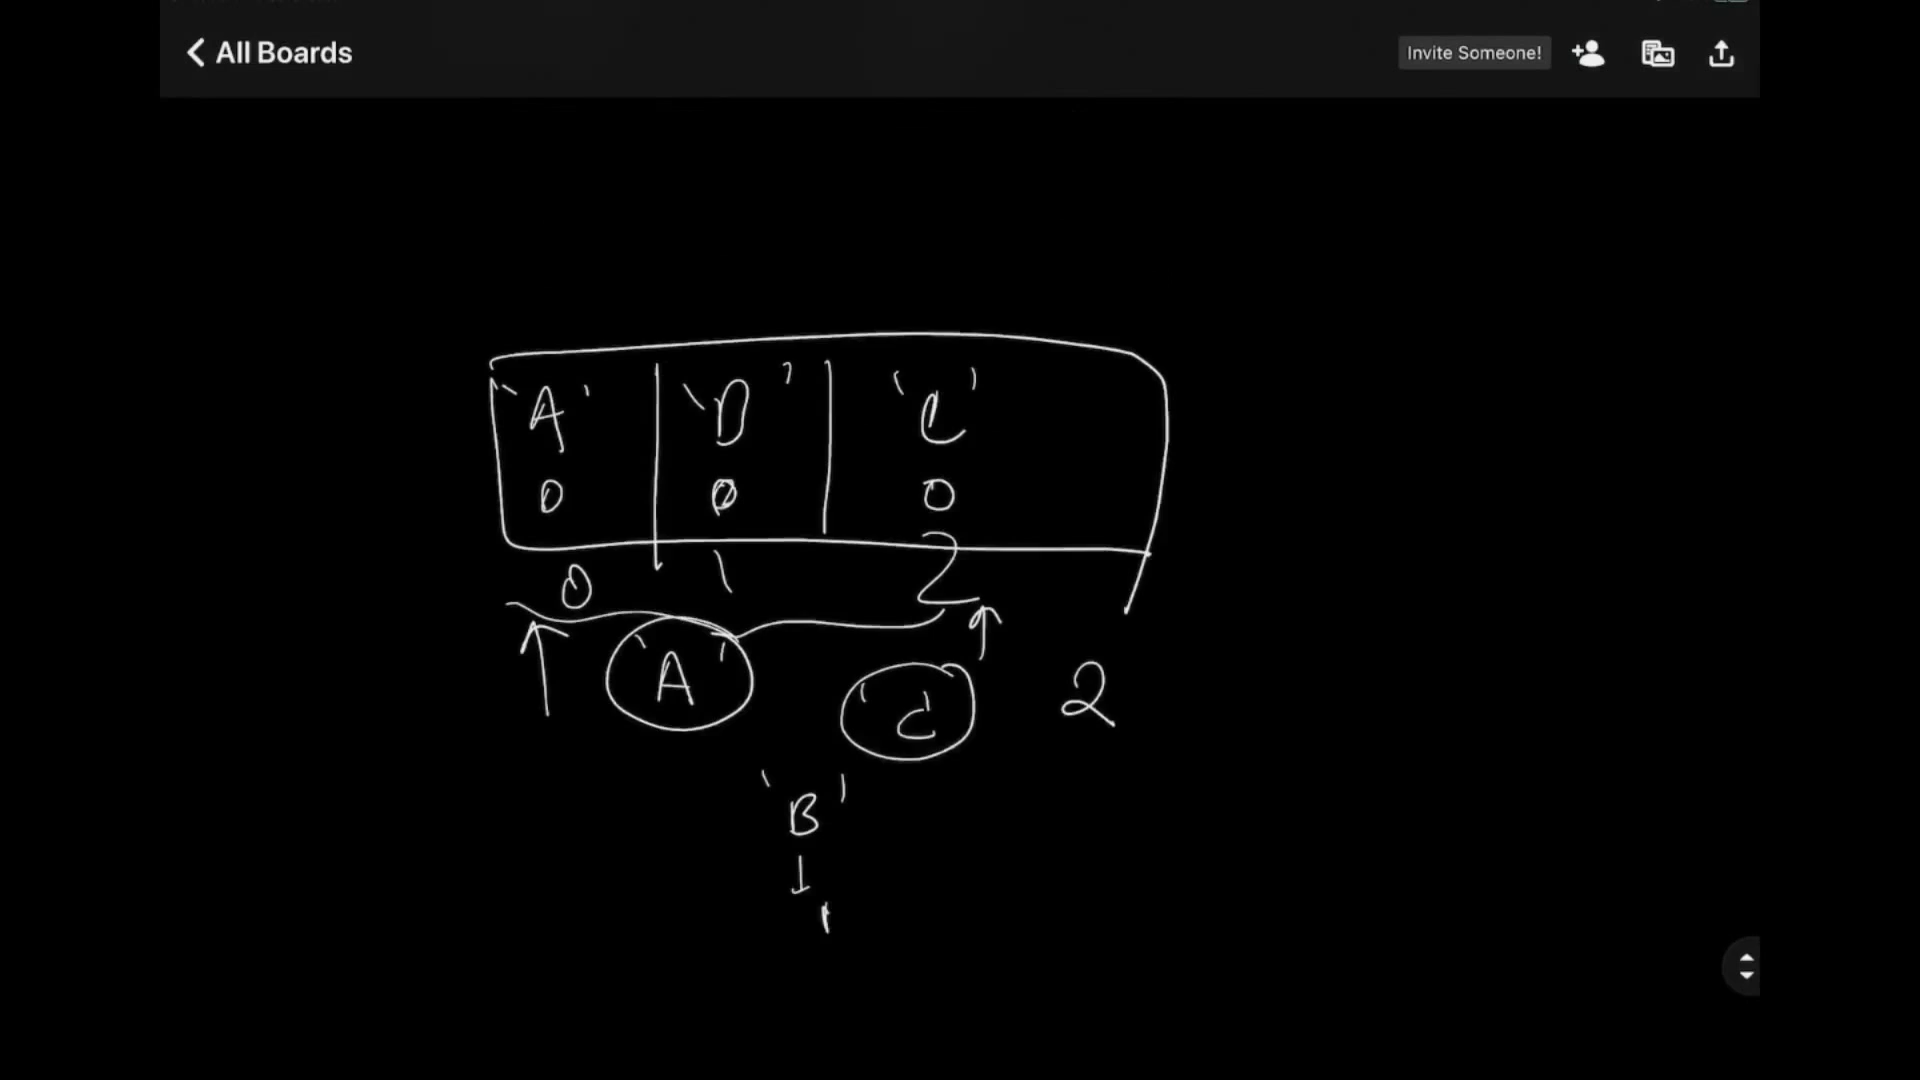 All Boards
Invite Someone!
'A' 'B' 'C'
0 0 0
0 1 2
'A'
'C' 2
'B'
1